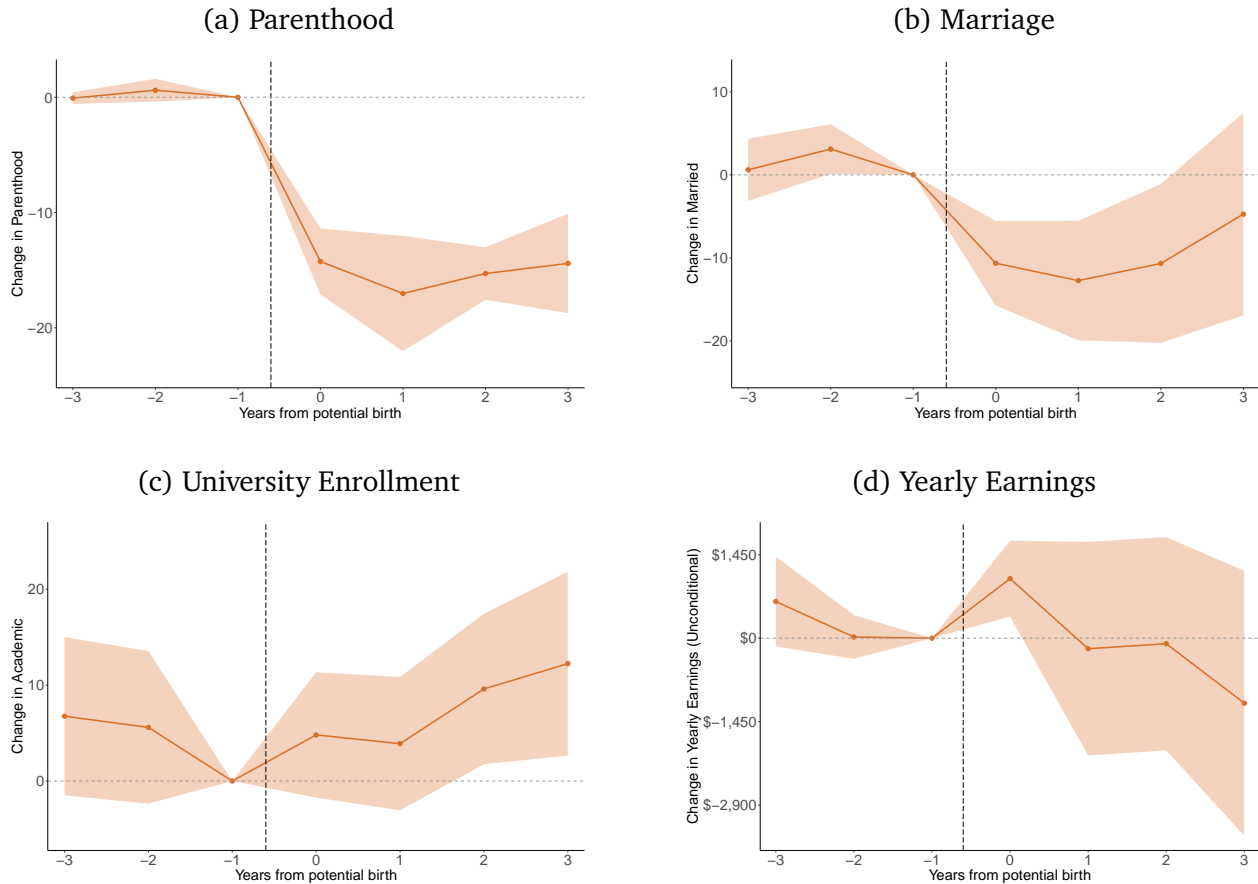 (a) Parenthood
Change in Parenthood
0
−10
−20
−3 −2 −1 0 1 2 3
Years from potential birth
(b) Marriage
Change in Married
10
0
−10
−20
−3 −2 −1 0 1 2 3
Years from potential birth
(c) University Enrollment
Change in Academic
20
10
0
−3 −2 −1 0 1 2 3
Years from potential birth
(d) Yearly Earnings
Change in Yearly Earnings (Unconditional)
$1,450
$0
$−1,450
$−2,900
−3 −2 −1 0 1 2 3
Years from potential birth